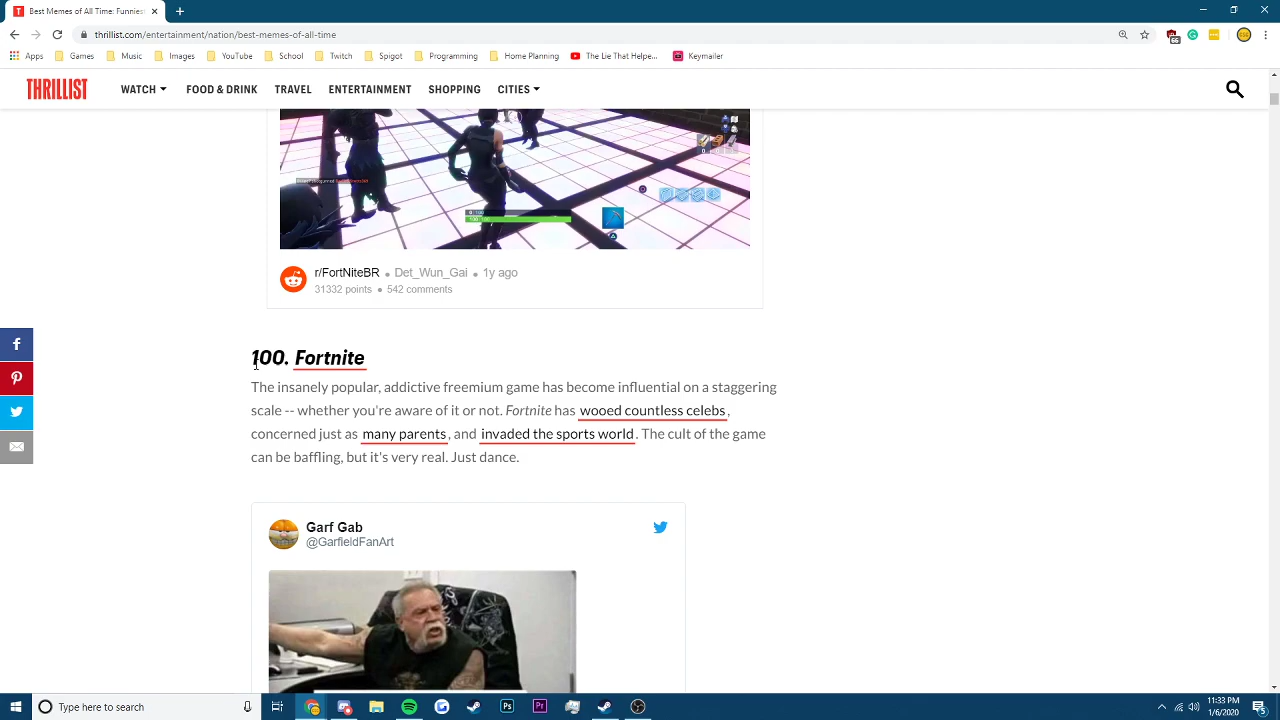 Best Memes of All Time: Funniest
thrillist.com/entertainment/nation/best-memes-of-all-time
Apps Games Music Images YouTube School Twitch Spigot Programming Home Planning The Lie That Helpe... Keymailer
THRILLIST WATCH FOOD & DRINK TRAVEL ENTERTAINMENT SHOPPING CITIES
r/FortNiteBR • Det_Wun_Gai • 1y ago
31332 points • 542 comments
100. Fortnite
The insanely popular, addictive freemium game has become influential on a staggering
scale -- whether you're aware of it or not. Fortnite has wooed countless celebs,
concerned just as many parents, and invaded the sports world. The cult of the game
can be baffling, but it's very real. Just dance.
Garf Gab
@GarfieldFanArt
Type here to search
11:33 PM
1/6/2020